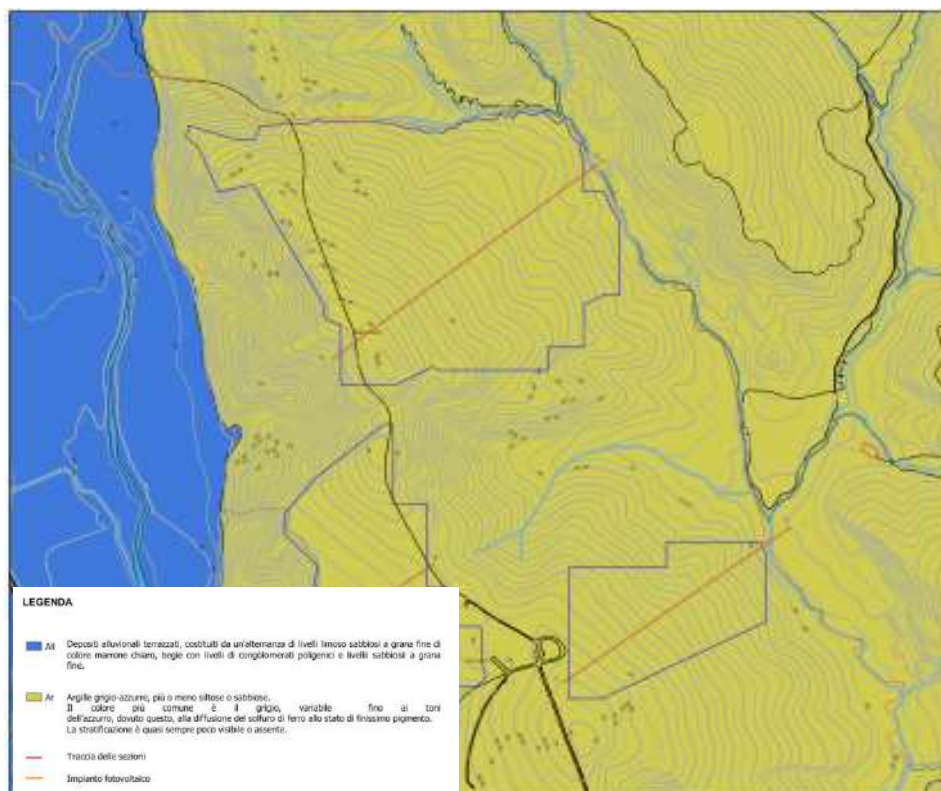 LEGENDA
All Depositi alluvionali terrazzati, costituiti da un'alternanza di livelli limoso sabbiosi a grana fine di
colore marrone chiaro, begie con livelli di conglomerati poligenici e livelli sabbiosi a grana
fine.
Ar Argille grigio-azzurre, più o meno siltose o sabbiose.
Il colore più comune è il grigio, variabile fino ai toni
dell'azzurro, dovuto questo, alla diffusione del solfuro di ferro allo stato di finissimo pigmento.
La stratificazione è quasi sempre poco visibile o assente.
Traccia delle sezioni
Impianto fotovoltaico